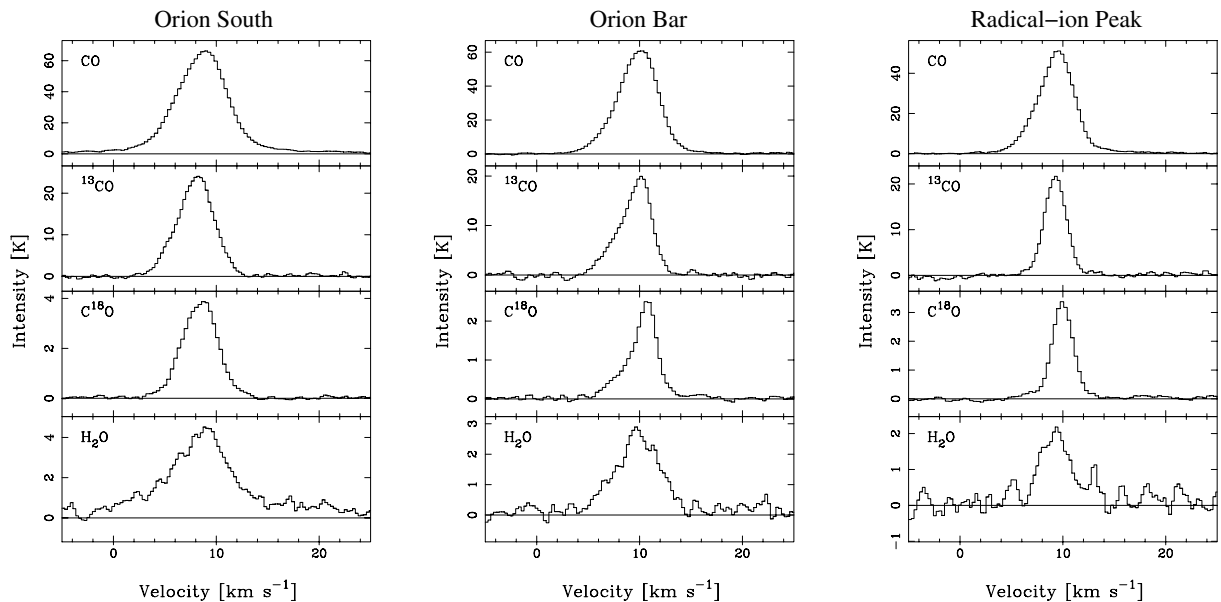 Orion South
Orion Bar
Radical–ion Peak
CO
0 20 40 60
¹³CO
0 10 20
C¹⁸O
0 2 4
H₂O
0 2 4
0 10 20
Intensity [K]
Velocity [km s⁻¹]
CO
0 20 40 60
¹³CO
0 10 20
C¹⁸O
0 1 2
H₂O
0 1 2 3
0 10 20
Intensity [K]
Velocity [km s⁻¹]
CO
0 20 40
¹³CO
0 10 20
C¹⁸O
0 1 2 3
H₂O
−1 0 1 2
0 10 20
Intensity [K]
Velocity [km s⁻¹]